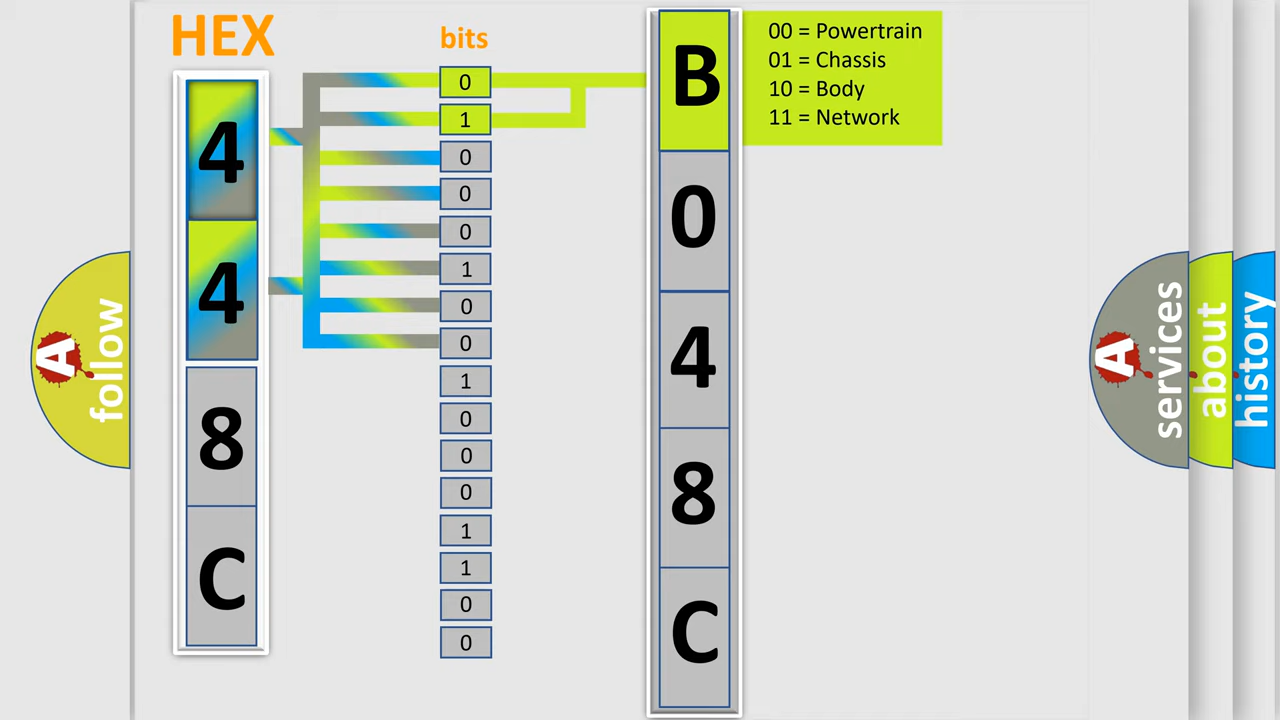 HEX
bits
4
4
8
C
0
1
0
0
0
1
0
0
1
0
0
0
1
1
0
0
B
0
4
8
C
00 = Powertrain
01 = Chassis
10 = Body
11 = Network
A
follow
A
services
about
history